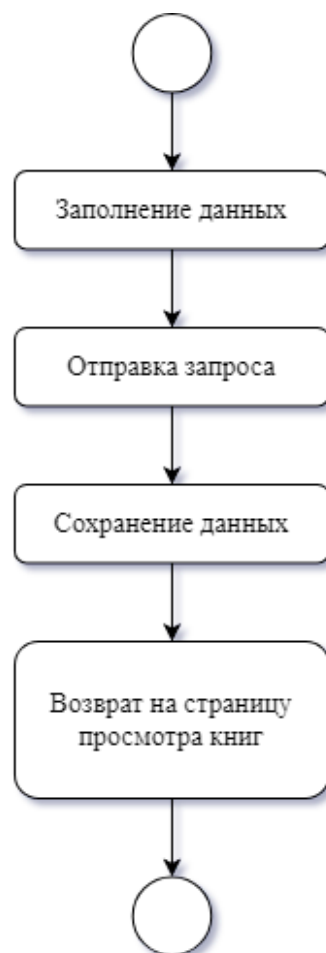 Заполнение данных
Отправка запроса
Сохранение данных
Возврат на страницу
просмотра книг